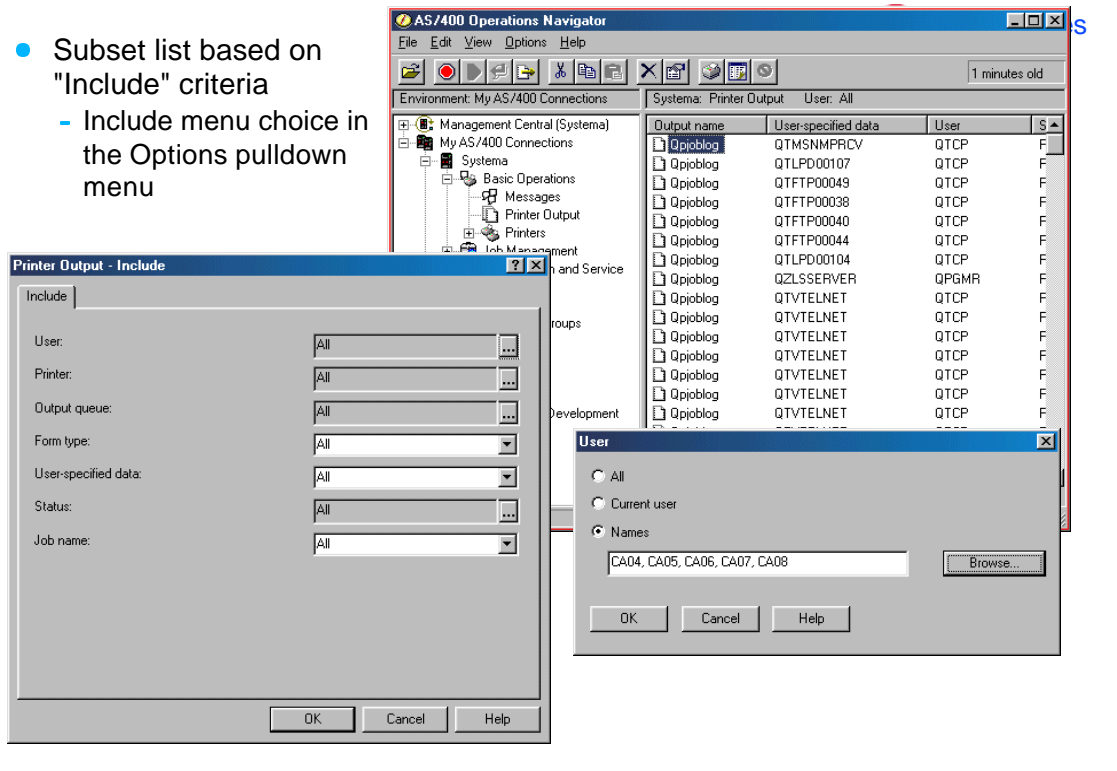 Subset list based on
"Include" criteria
- Include menu choice in
the Options pulldown
menu
AS/400 Operations Navigator
File Edit View Options Help
1 minutes old
Environment: My AS/400 Connections
Systema: Printer Output User: All
Management Central (Systema)
My AS/400 Connections
Systema
Basic Operations
Messages
Printer Output
Printers
Job Management
and Service
roups
Development
Output name User-specified data User S
Qpjoblog QTMSNMPRCV QTCP F
Qpjoblog QTLPD00107 QTCP F
Qpjoblog QTFTP00049 QTCP F
Qpjoblog QTFTP00038 QTCP F
Qpjoblog QTFTP00040 QTCP F
Qpjoblog QTFTP00044 QTCP F
Qpjoblog QTLPD00104 QTCP F
Qpjoblog QZLSSERVER QPGMR F
Qpjoblog QTVTELNET QTCP F
Qpjoblog QTVTELNET QTCP F
Qpjoblog QTVTELNET QTCP F
Qpjoblog QTVTELNET QTCP F
Qpjoblog QTVTELNET QTCP F
Qpjoblog QTVTELNET QTCP F
Qpjoblog QTVTELNET QTCP F
Printer Output - Include
Include
User: All ...
Printer: All ...
Output queue: All ...
Form type: All
User-specified data: All
Status: All ...
Job name: All
OK Cancel Help
User
All
Current user
Names
CA04, CA05, CA06, CA07, CA08
Browse...
OK Cancel Help